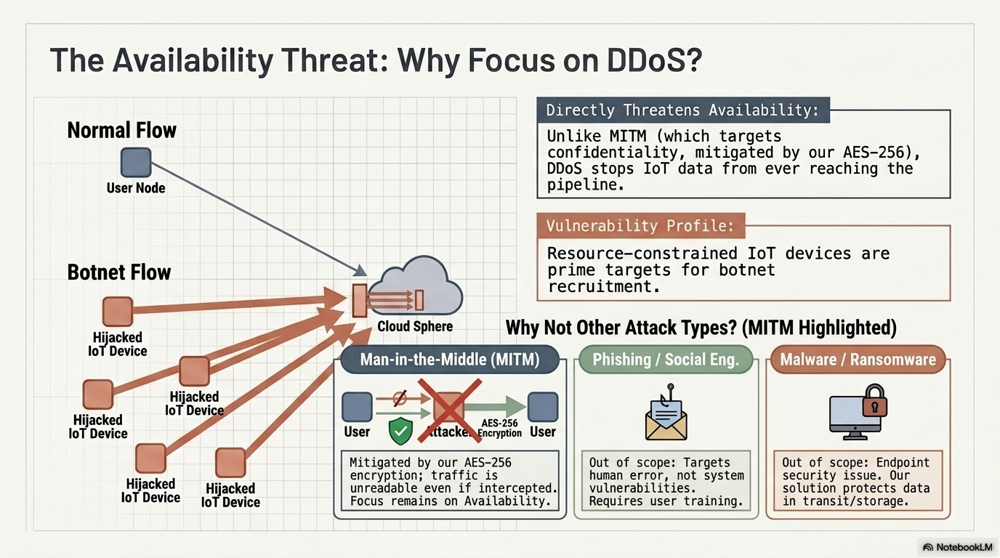 The Availability Threat: Why Focus on DDoS?
Normal Flow
User Node
Botnet Flow
Hijacked
IoT Device
Hijacked
IoT Device
Hijacked
IoT Device
Hijacked
IoT Device
Hijacked
IoT Device
Cloud Sphere
Directly Threatens Availability:
Unlike MITM (which targets
confidentiality, mitigated by our AES-256),
DDoS stops IoT data from ever reaching the
pipeline.
Vulnerability Profile:
Resource-constrained IoT devices are
prime targets for botnet
recruitment.
Why Not Other Attack Types? (MITM Highlighted)
Man-in-the-Middle (MITM)
User
Attacker
AES-256
Encryption
User
Mitigated by our AES-256
encryption; traffic is
unreadable even if intercepted.
Focus remains on Availability.
Phishing / Social Eng.
Out of scope: Targets
human error, not system
vulnerabilities.
Requires user training.
Malware / Ransomware
Out of scope: Endpoint
security issue. Our
solution protects data
in transit/storage.
NotebookLM